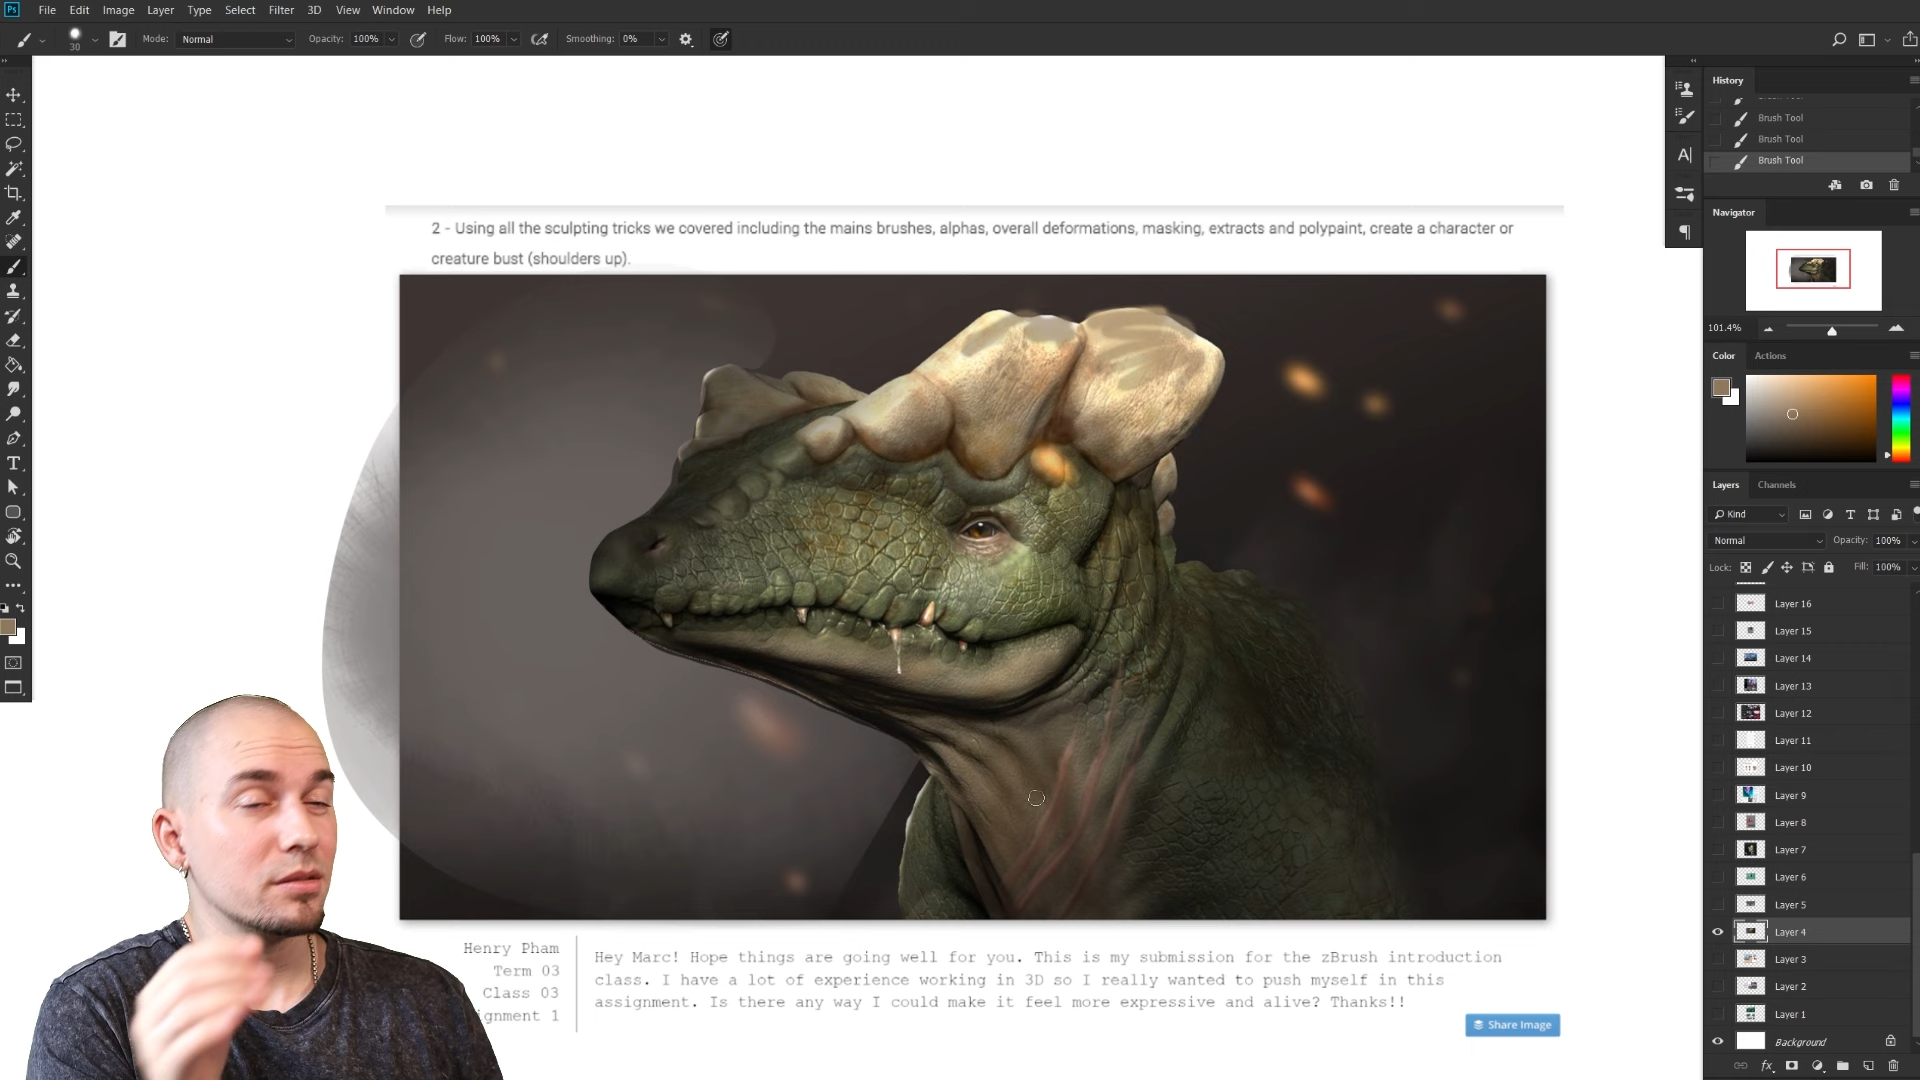 Ps File Edit Image Layer Type Select Filter 3D View Window Help
30 Mode: Normal Opacity: 100% Flow: 100% Smoothing: 0%
History
Brush Tool
Brush Tool
Brush Tool
Navigator
101.4%
Color Actions
Layers Channels
Kind
Normal Opacity: 100%
Lock: Fill: 100%
Layer 16
Layer 15
Layer 14
Layer 13
Layer 12
Layer 11
Layer 10
Layer 9
Layer 8
Layer 7
Layer 6
Layer 5
Layer 4
Layer 3
Layer 2
Layer 1
Background
2 - Using all the sculpting tricks we covered including the mains brushes, alphas, overall deformations, masking, extracts and polypaint, create a character or
creature bust (shoulders up).
Henry Pham
Term 03
Class 03
ignment 1
Hey Marc! Hope things are going well for you. This is my submission for the zBrush introduction
class. I have a lot of experience working in 3D so I really wanted to push myself in this
assignment. Is there any way I could make it feel more expressive and alive? Thanks!!
Share Image